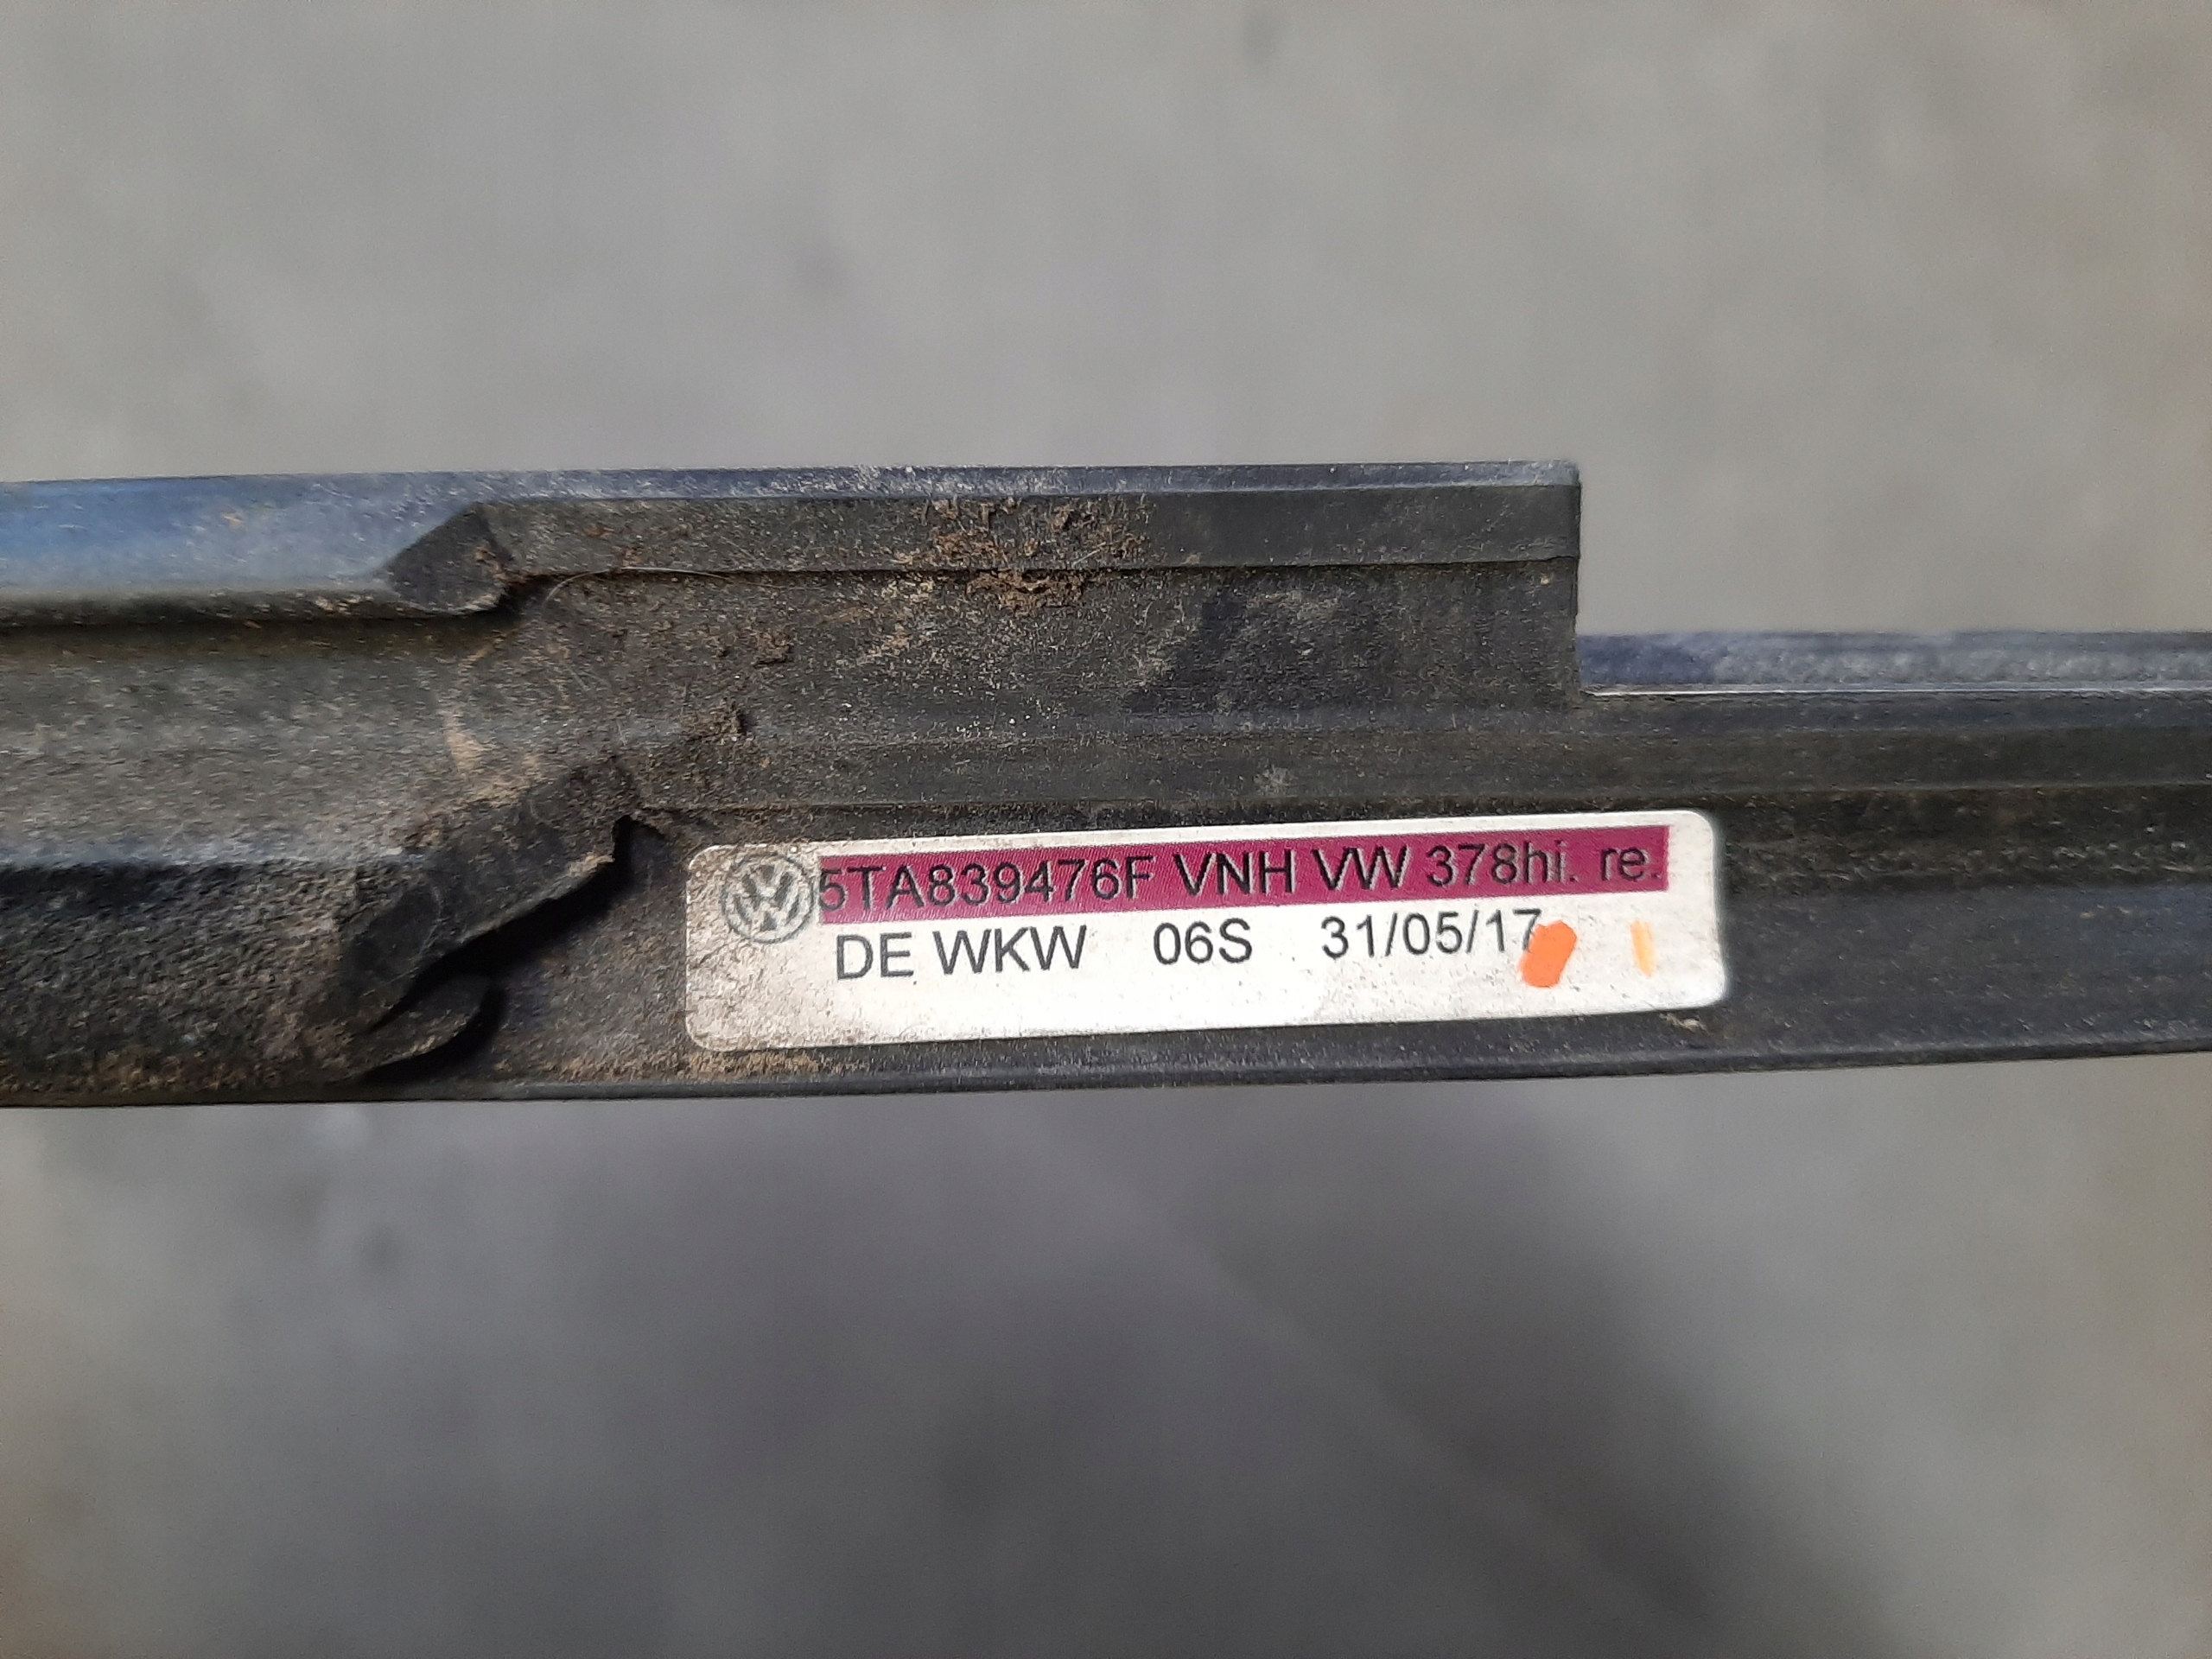 5TA839476F VNH VW 378hi. re.
DE WKW 06S 31/05/17